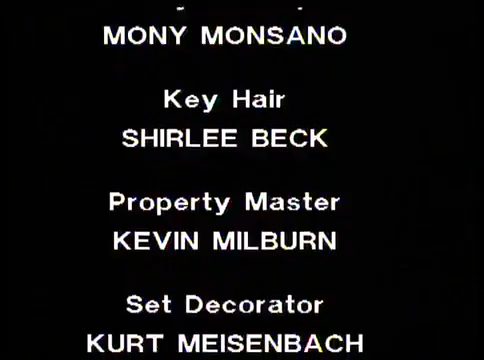 MONY MONSANO
Key Hair
SHIRLEE BECK
Property Master
KEVIN MILBURN
Set Decorator
KURT MEISENBACH